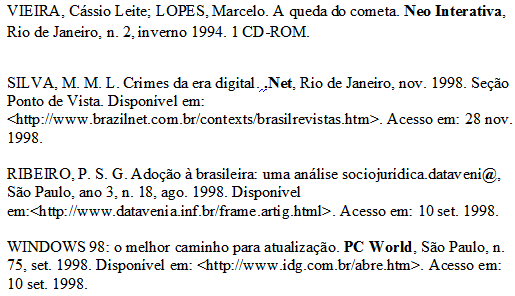 VIEIRA, Cássio Leite; LOPES, Marcelo. A queda do cometa. Neo Interativa,
Rio de Janeiro, n. 2, inverno 1994. 1 CD-ROM.
SILVA, M. M. L. Crimes da era digital. .Net, Rio de Janeiro, nov. 1998. Seção
Ponto de Vista. Disponível em:
<http://www.brazilnet.com.br/contexts/brasilrevistas.htm>. Acesso em: 28 nov.
1998.
RIBEIRO, P. S. G. Adoção à brasileira: uma análise sociojuridica.dataveni@,
São Paulo, ano 3, n. 18, ago. 1998. Disponível
em:<http://www.datavenia.inf.br/frame.artig.html>. Acesso em: 10 set. 1998.
WINDOWS 98: o melhor caminho para atualização. PC World, São Paulo, n.
75, set. 1998. Disponível em: <http://www.idg.com.br/abre.htm>. Acesso em:
10 set. 1998.